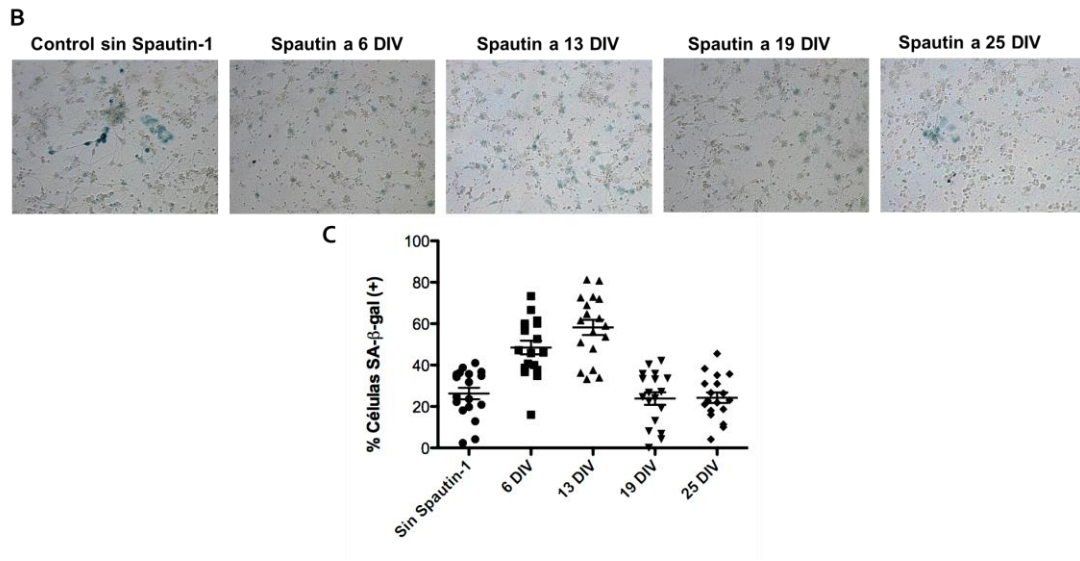 B
Control sin Spautin-1
Spautin a 6 DIV
Spautin a 13 DIV
Spautin a 19 DIV
Spautin a 25 DIV
C
% Células SA-β-gal (+)
100
80
60
40
20
0
Sin Spautin-1
6 DIV
13 DIV
19 DIV
25 DIV